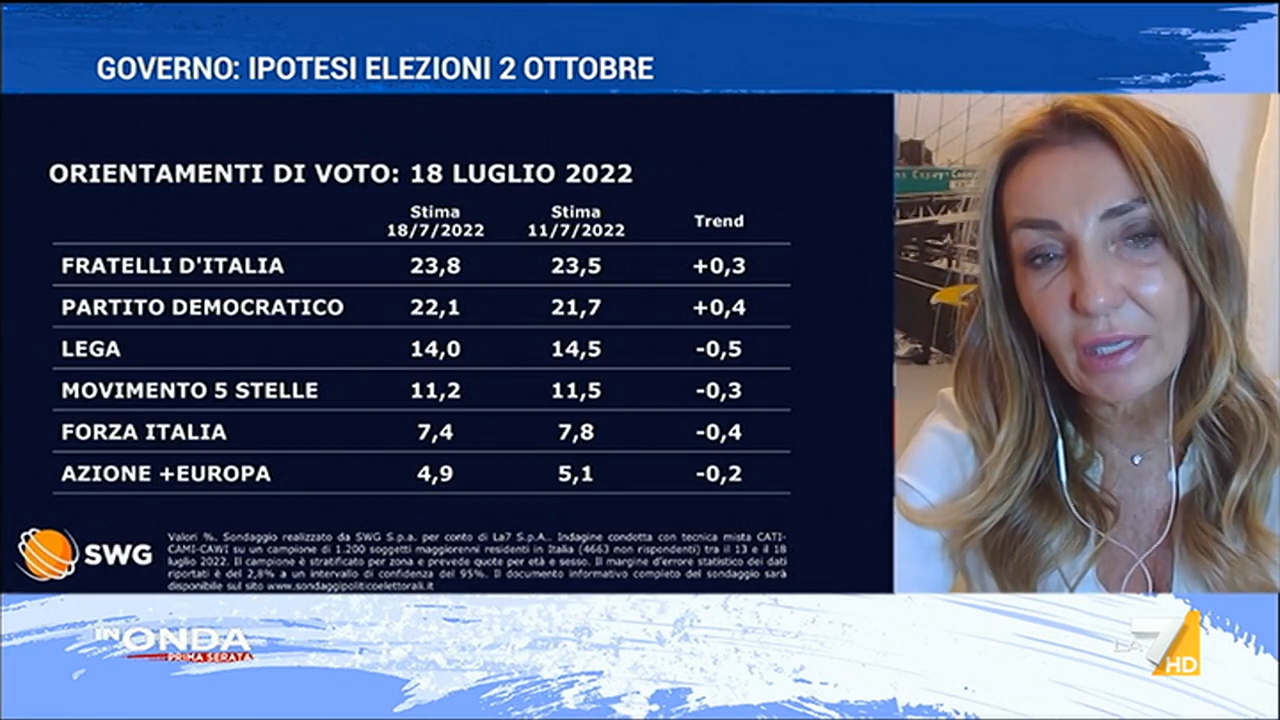 GOVERNO: IPOTESI ELEZIONI 2 OTTOBRE
ORIENTAMENTI DI VOTO: 18 LUGLIO 2022
Stima 18/7/2022 Stima 11/7/2022 Trend
FRATELLI D'ITALIA 23,8 23,5 +0,3
PARTITO DEMOCRATICO 22,1 21,7 +0,4
LEGA 14,0 14,5 -0,5
MOVIMENTO 5 STELLE 11,2 11,5 -0,3
FORZA ITALIA 7,4 7,8 -0,4
AZIONE +EUROPA 4,9 5,1 -0,2
SWG
Valori %. Sondaggio realizzato da SWG S.p.a. per conto di La7 S.p.A.. Indagine condotta con tecnica mista CATI-
CAMI-CAWI su un campione di 1.200 soggetti maggiorenni residenti in Italia (4663 non rispondenti) tra il 13 e il 18
luglio 2022. Il campione è stratificato per zona e prevede quote per età e sesso. Il margine d'errore statistico dei dati
riportati è del 2,8% a un intervallo di confidenza del 95%. Il documento informativo completo del sondaggio sarà
disponibile sul sito www.sondaggipoliticoelettorali.it
IN ONDA
PRIMA SERATA
LA 7 HD